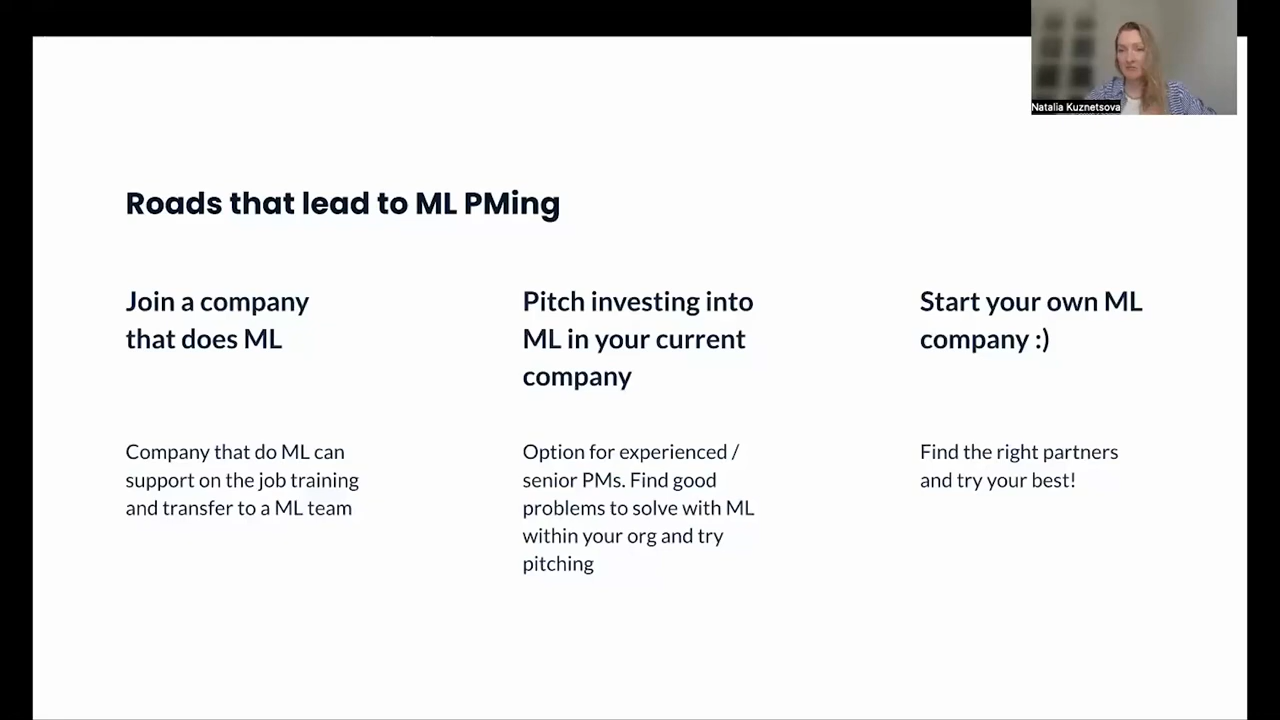 Natalia Kuznetsova
Roads that lead to ML PMing
Join a company
that does ML
Company that do ML can
support on the job training
and transfer to a ML team
Pitch investing into
ML in your current
company
Option for experienced /
senior PMs. Find good
problems to solve with ML
within your org and try
pitching
Start your own ML
company :)
Find the right partners
and try your best!